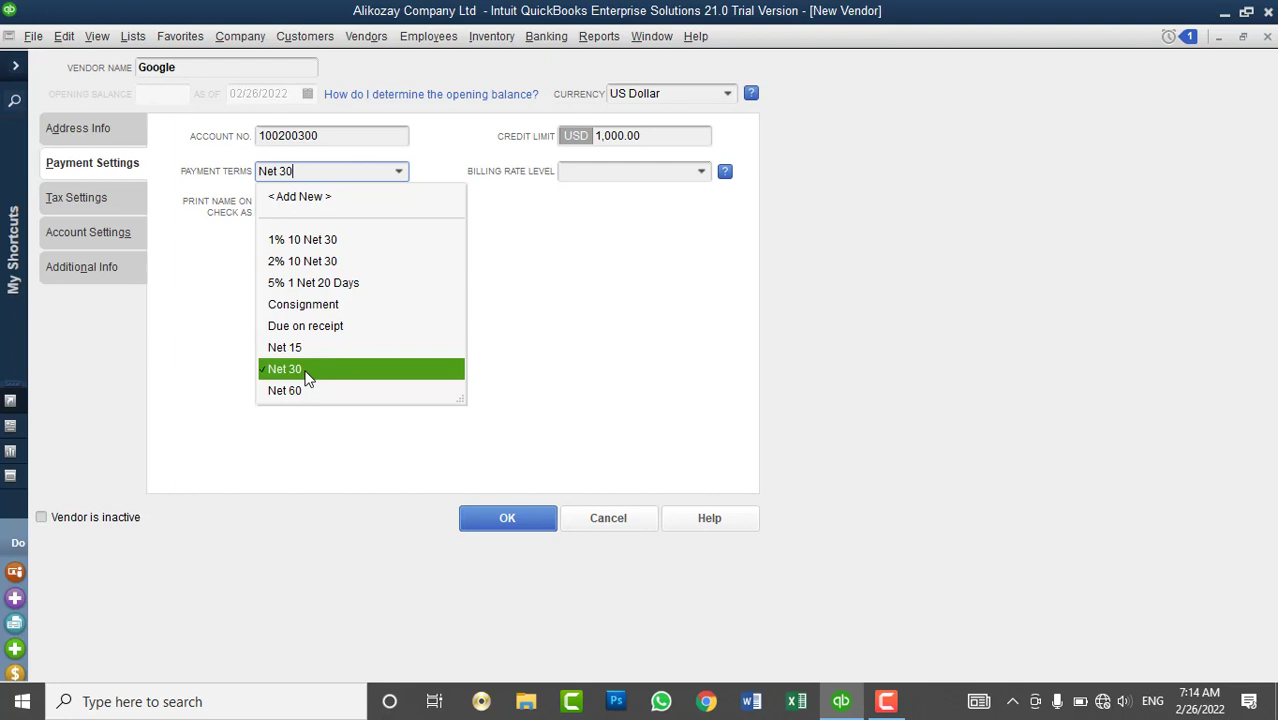 Alikozay Company Ltd - Intuit QuickBooks Enterprise Solutions 21.0 Trial Version - [New Vendor]
File Edit View Lists Favorites Company Customers Vendors Employees Inventory Banking Reports Window Help 1
VENDOR NAME Google
OPENING BALANCE AS OF 02/26/2022 How do I determine the opening balance? CURRENCY US Dollar ?
Address Info
Payment Settings
Tax Settings
Account Settings
Additional Info
ACCOUNT NO. 100200300 CREDIT LIMIT USD 1,000.00
PAYMENT TERMS Net 30 BILLING RATE LEVEL ?
PRINT NAME ON
CHECK AS
< Add New >
1% 10 Net 30
2% 10 Net 30
5% 1 Net 20 Days
Consignment
Due on receipt
Net 15
✓ Net 30
Net 60
My Shortcuts
Vendor is inactive OK Cancel Help
Do
Type here to search
Ps
ENG
7:14 AM
2/26/2022